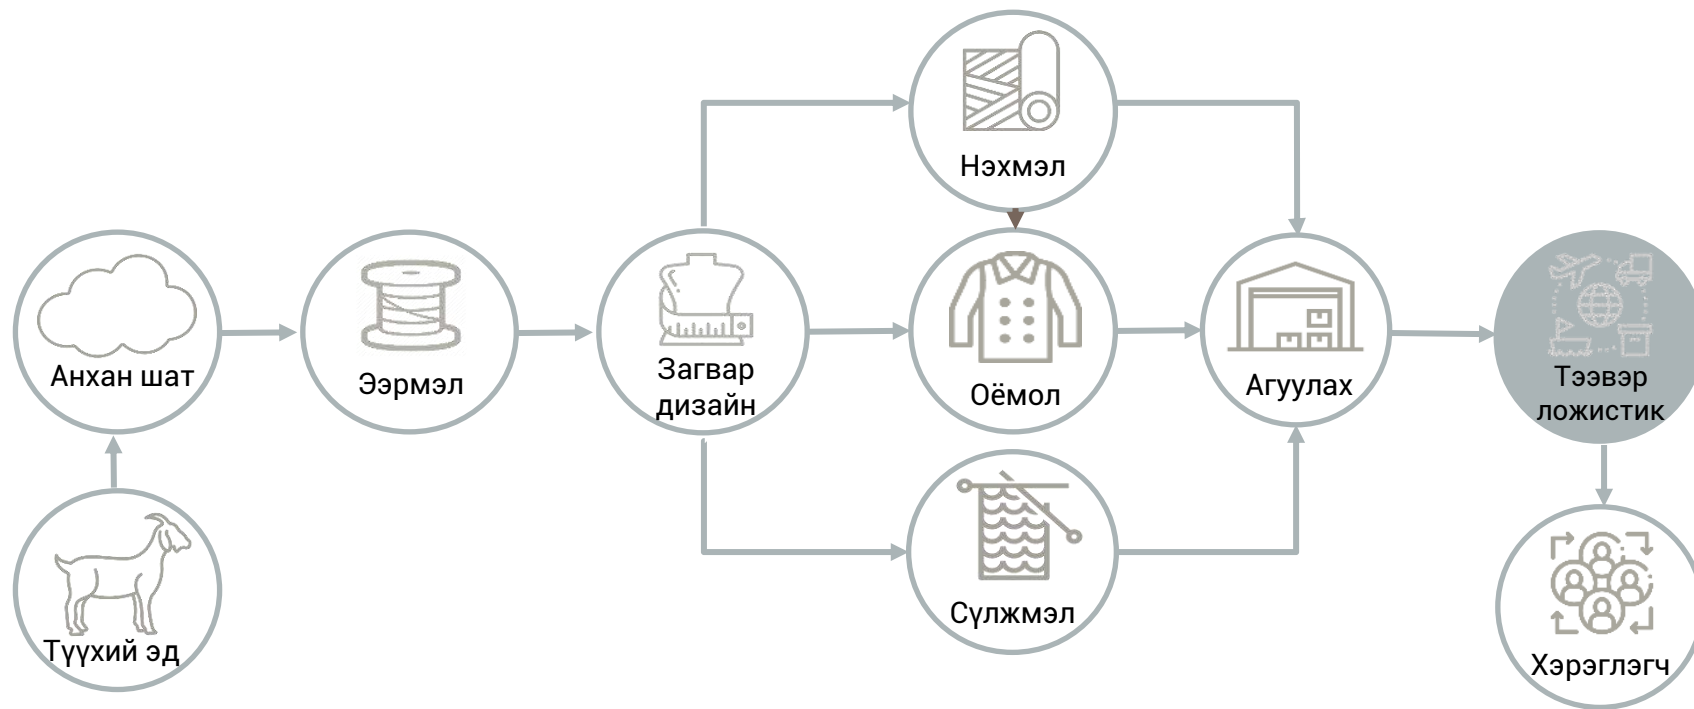 Нэхмэл
Анхан шат
Ээрмэл
Загвар
дизайн
Оёмол
Агуулах
Тээвэр
ложистик
Сүлжмэл
Түүхий эд
Хэрэглэгч